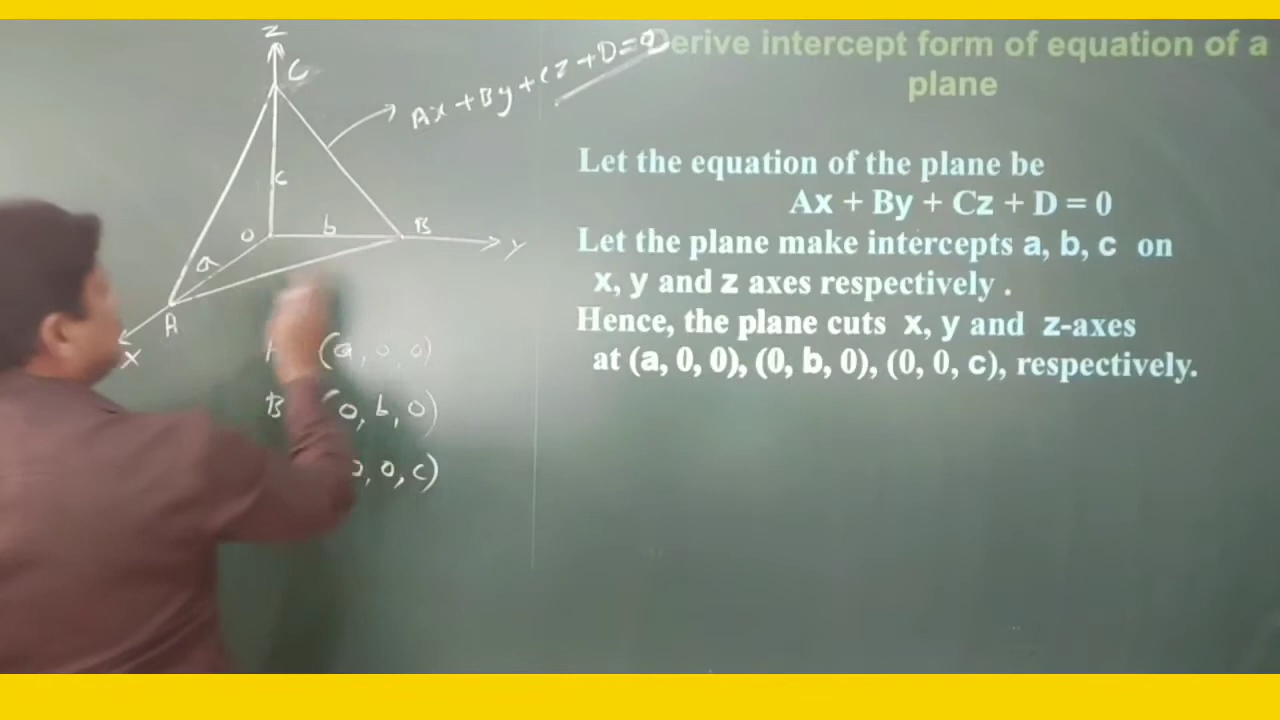 Z
C
Ax + By + Cz + D = 0
c
O
b
B
Y
a
A
X
(a, 0, 0)
B (0, b, 0)
0, 0, c)
Derive intercept form of equation of a
plane
Let the equation of the plane be
Ax + By + Cz + D = 0
Let the plane make intercepts a, b, c on
x, y and z axes respectively .
Hence, the plane cuts x, y and z-axes
at (a, 0, 0), (0, b, 0), (0, 0, c), respectively.